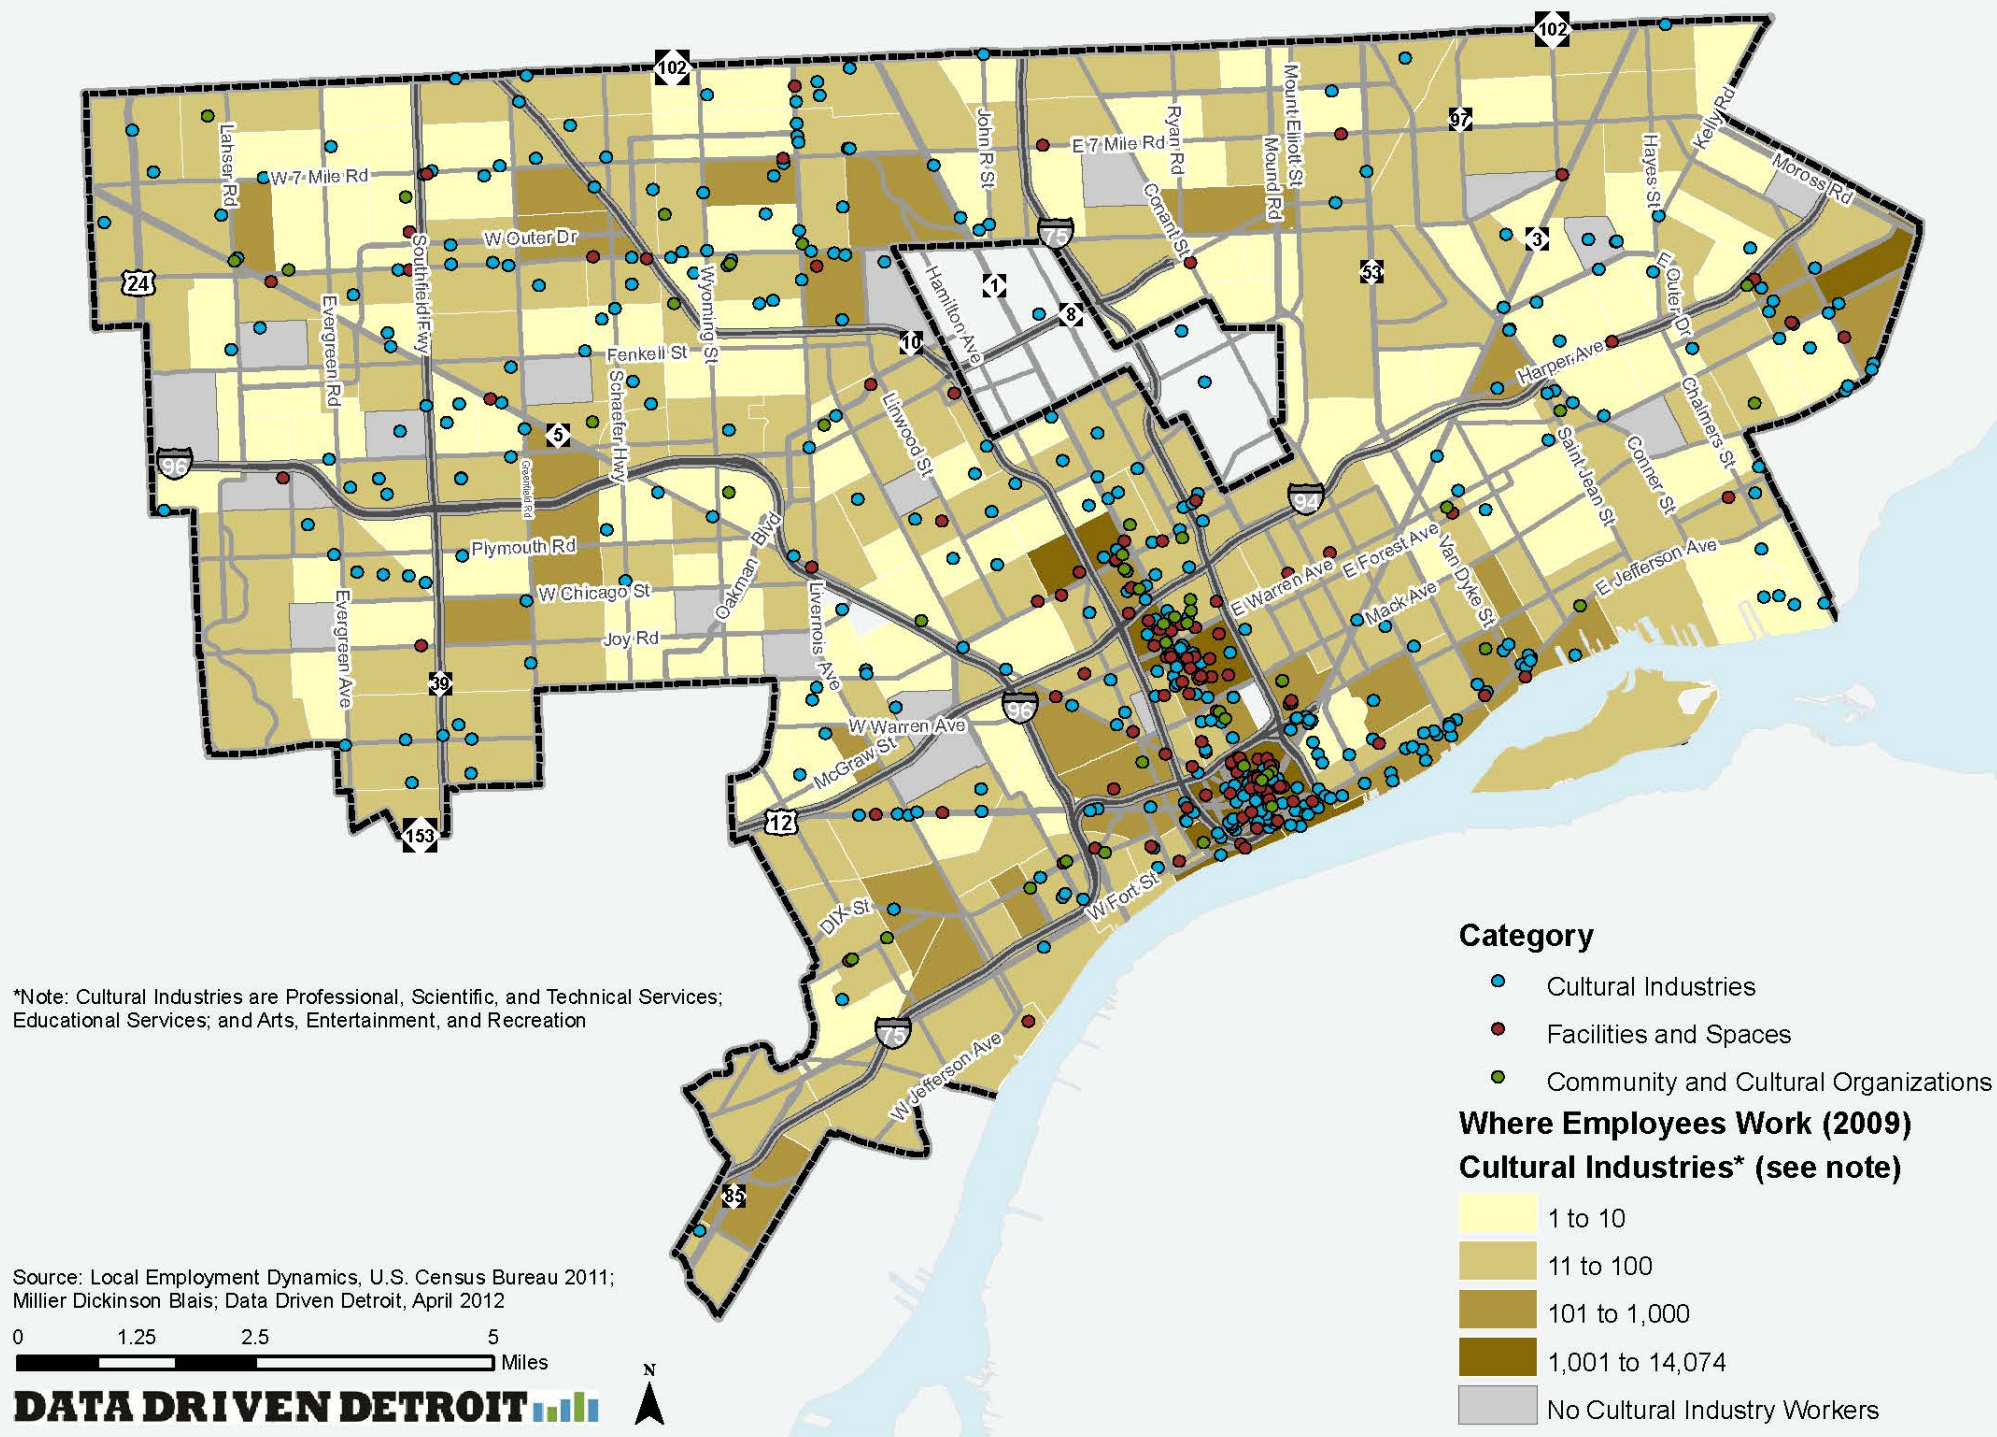 102
102
97
Lahser Rd
W 7 Mile Rd
John R St
E 7 Mile Rd
Ryan Rd
Mount Elliott St
Mound Rd
Conant St
Hayes St
Kelly Rd
Moross Rd
W Outer Dr
Southfield Fwy
24
75
3
53
Evergreen Rd
Wyoming St
Hamilton Ave
1
8
10
E Outer Dr
Fenkell St
Schaefer Hwy
Harper Ave
Linwood St
Chalmers St
5
96
Greenfield Rd
94
Saint Jean St
Conner St
Plymouth Rd
Oakman Blvd
E Forest Ave
Van Dyke St
E Jefferson Ave
E Warren Ave
Mack Ave
W Chicago St
Livernois Ave
Joy Rd
Evergreen Ave
39
96
W Warren Ave
McGraw St
12
153
W Fort St
DIX St
75
W Jefferson Ave
85
*Note: Cultural Industries are Professional, Scientific, and Technical Services;
Educational Services; and Arts, Entertainment, and Recreation
Source: Local Employment Dynamics, U.S. Census Bureau 2011;
Millier Dickinson Blais; Data Driven Detroit, April 2012
0 1.25 2.5 5
Miles
DATA DRIVEN DETROIT
N
Category
Cultural Industries
Facilities and Spaces
Community and Cultural Organizations
Where Employees Work (2009)
Cultural Industries* (see note)
1 to 10
11 to 100
101 to 1,000
1,001 to 14,074
No Cultural Industry Workers